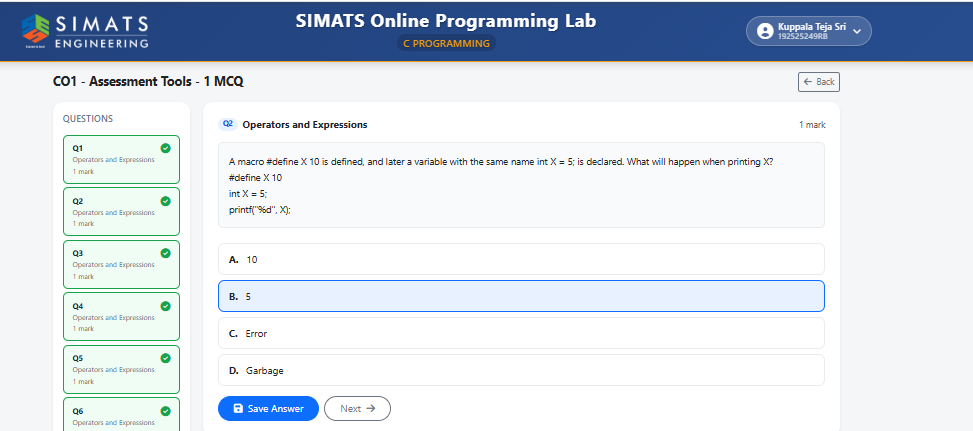 SIMATS
ENGINEERING
SIMATS Online Programming Lab
C PROGRAMMING
Kuppala Teja Sri
192525249RB
CO1 - Assessment Tools - 1 MCQ
← Back
QUESTIONS
Q1
Operators and Expressions
1 mark
Q2
Operators and Expressions
1 mark
Q3
Operators and Expressions
1 mark
Q4
Operators and Expressions
1 mark
Q5
Operators and Expressions
1 mark
Q6
Operators and Expressions
Q2 Operators and Expressions
1 mark
A macro #define X 10 is defined, and later a variable with the same name int X = 5; is declared. What will happen when printing X?
#define X 10
int X = 5;
printf("%d", X);
A. 10
B. 5
C. Error
D. Garbage
Save Answer
Next →